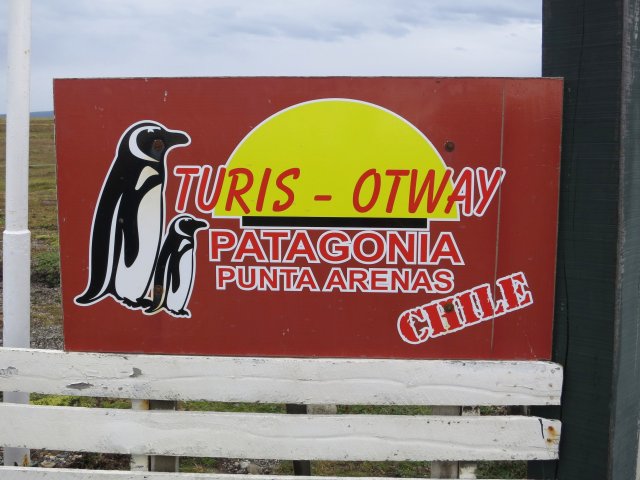 TURIS - OTWAY
PATAGONIA
PUNTA ARENAS
CHILE